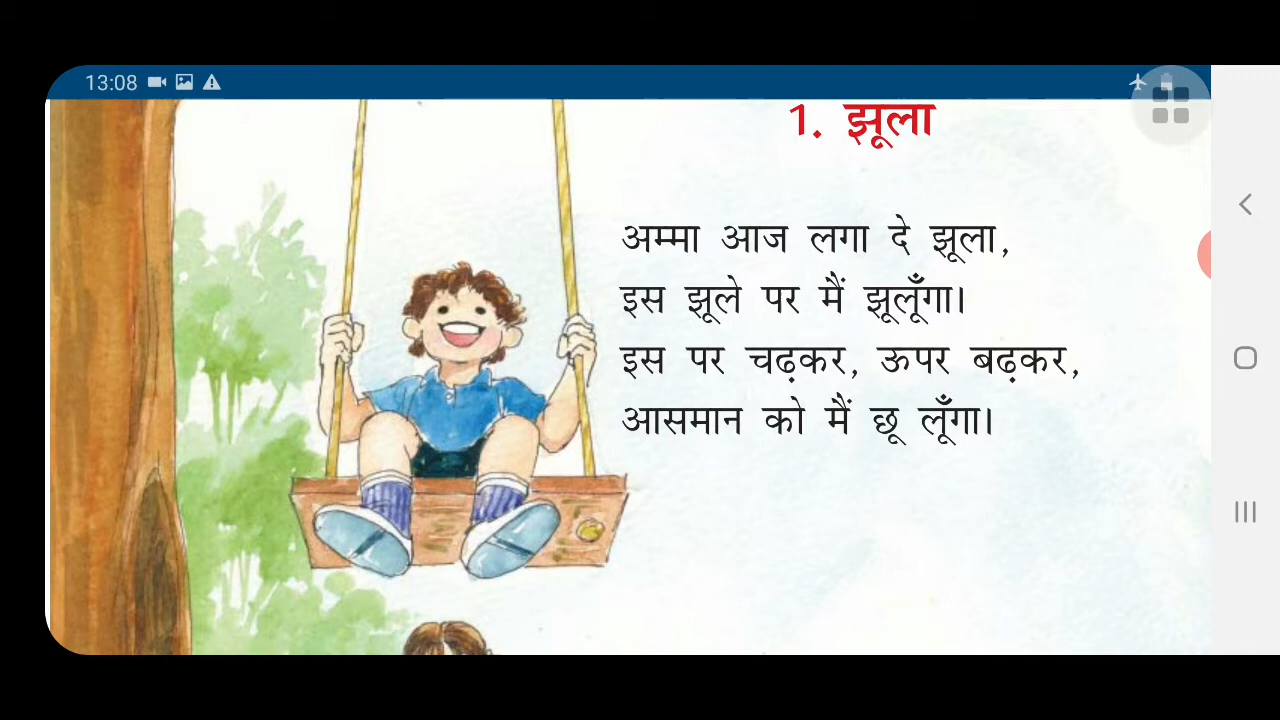 13:08
1. झूला
अम्मा आज लगा दे झूला,
इस झूले पर मैं झूलूँगा।
इस पर चढ़कर, ऊपर बढ़कर,
आसमान को मैं छू लूँगा।